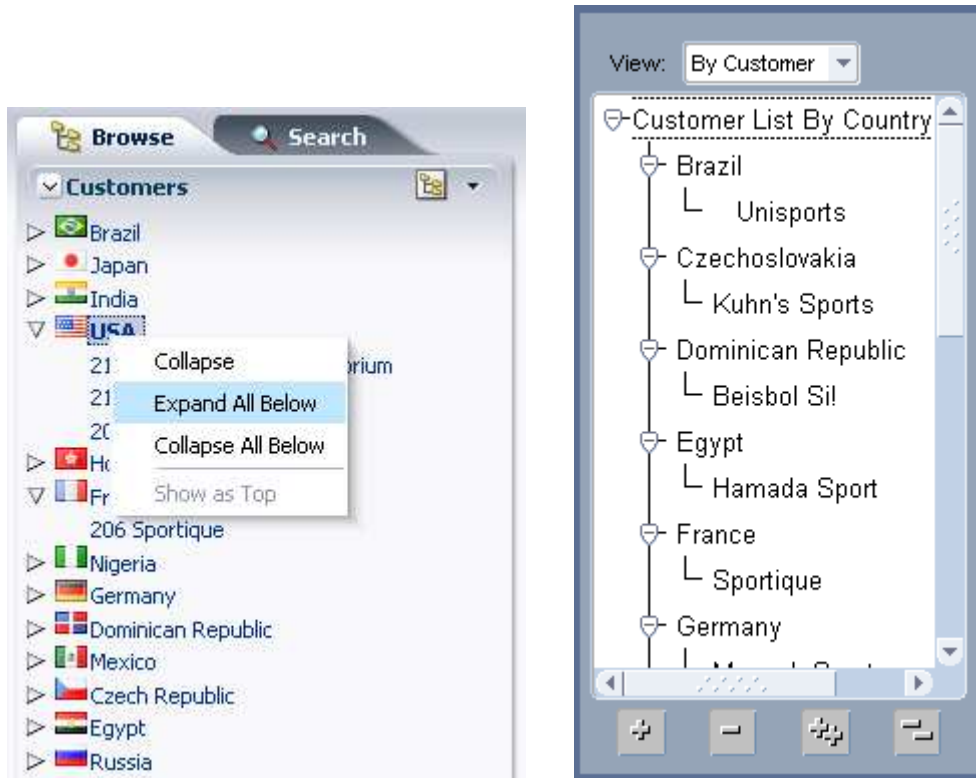 Browse
Search
Customers
Brazil
Japan
India
USA
21
orium
21
20
Collapse
Expand All Below
Collapse All Below
Show as Top
Fr
206 Sportique
Nigeria
Germany
Dominican Republic
Mexico
Czech Republic
Egypt
Russia
View: By Customer
Customer List By Country
Brazil
Unisports
Czechoslovakia
Kuhn's Sports
Dominican Republic
Beisbol Si!
Egypt
Hamada Sport
France
Sportique
Germany